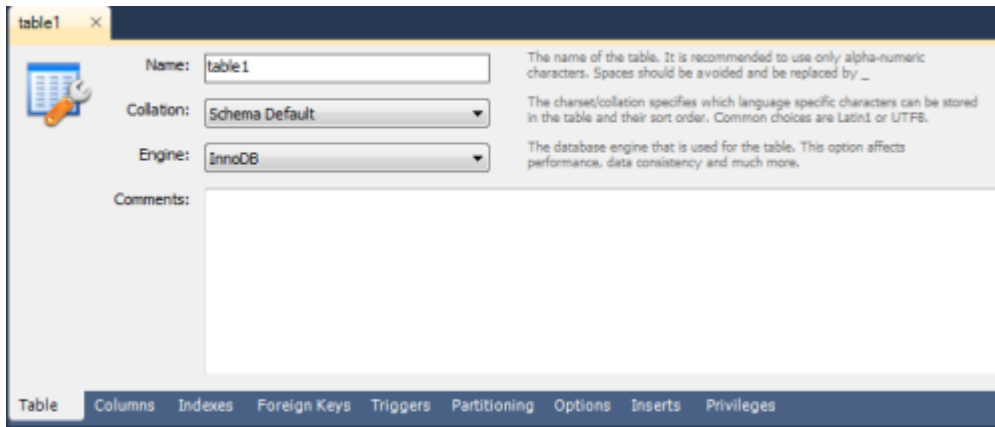 table1 ×
Name: table1
The name of the table. It is recommended to use only alpha-numeric
characters. Spaces should be avoided and be replaced by _
Collation: Schema Default
The charset/collation specifies which language specific characters can be stored
in the table and their sort order. Common choices are Latin1 or UTF8.
Engine: InnoDB
The database engine that is used for the table. This option affects
performance, data consistency and much more.
Comments:
Table Columns Indexes Foreign Keys Triggers Partitioning Options Inserts Privileges